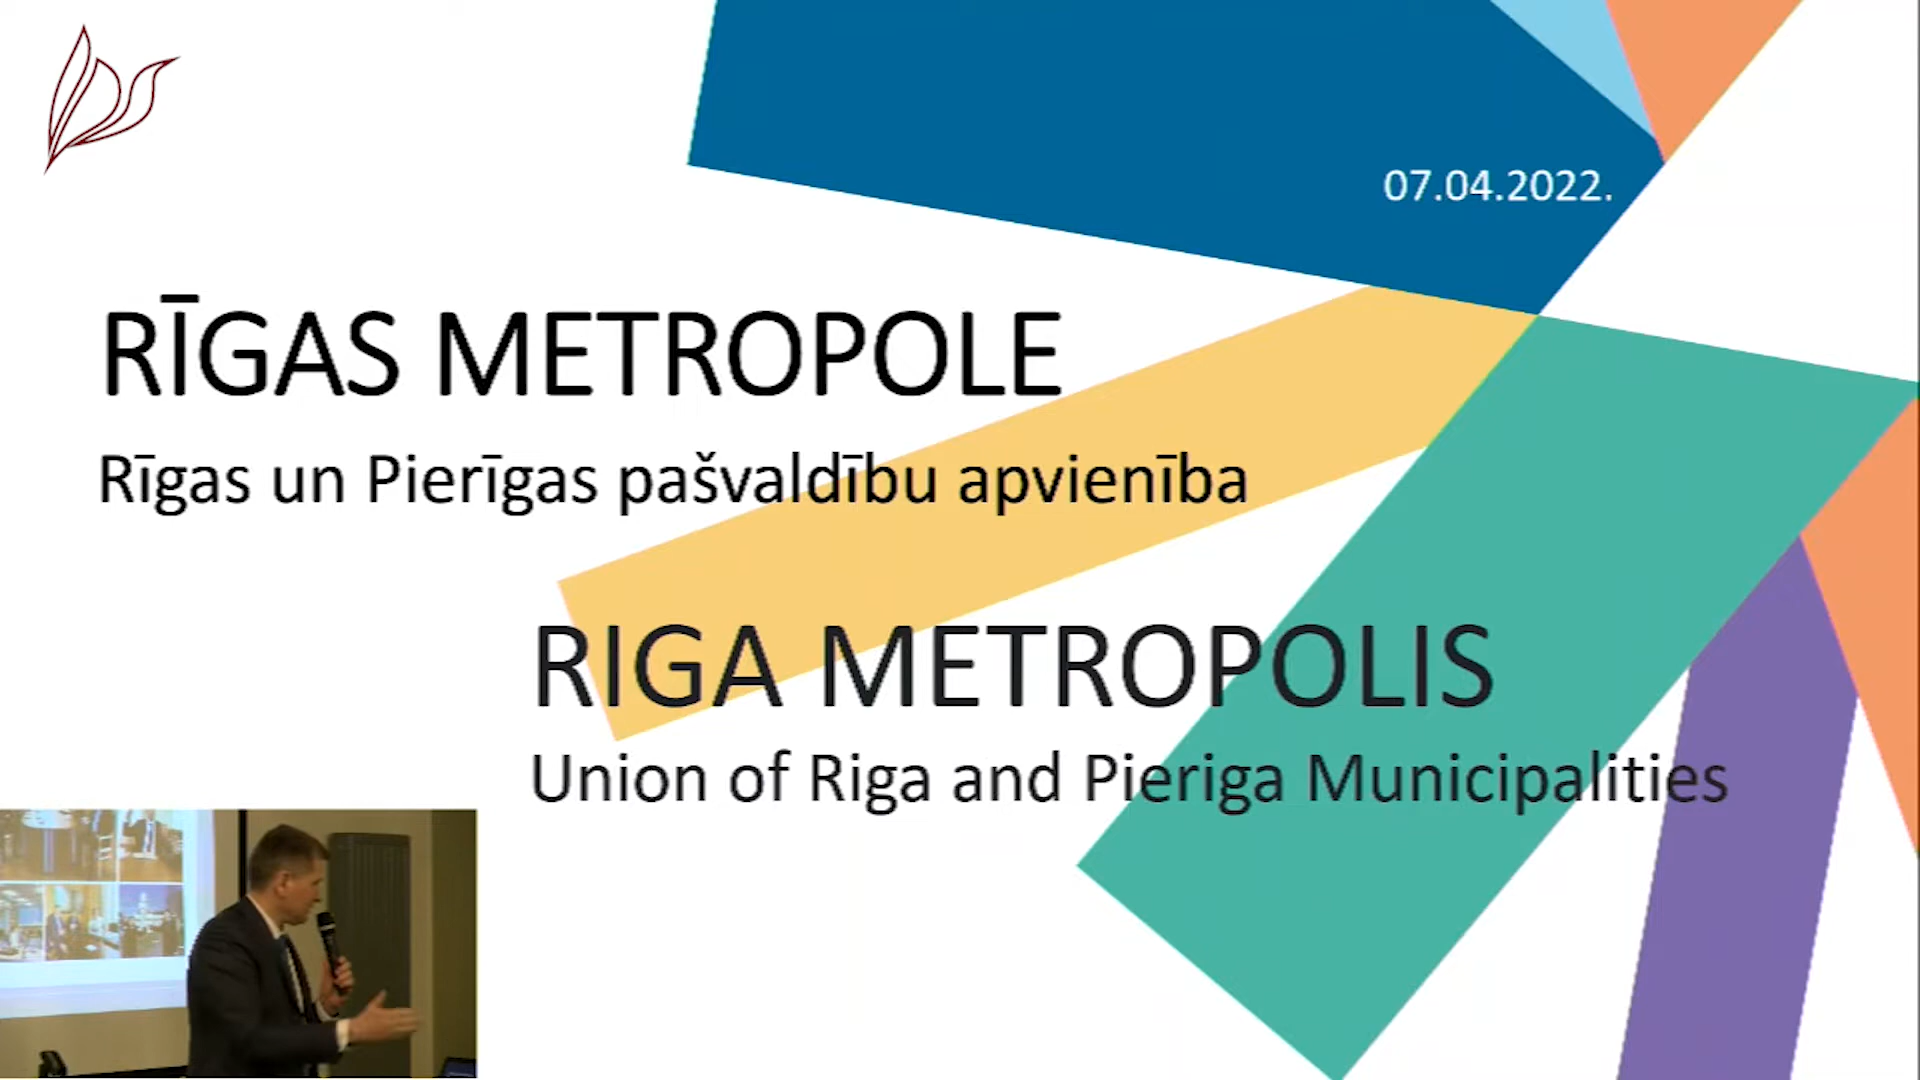 07.04.2022.
RĪGAS METROPOLE
Rīgas un Pierīgas pašvaldību apvienība
RIGA METROPOLIS
Union of Riga and Pieriga Municipalities